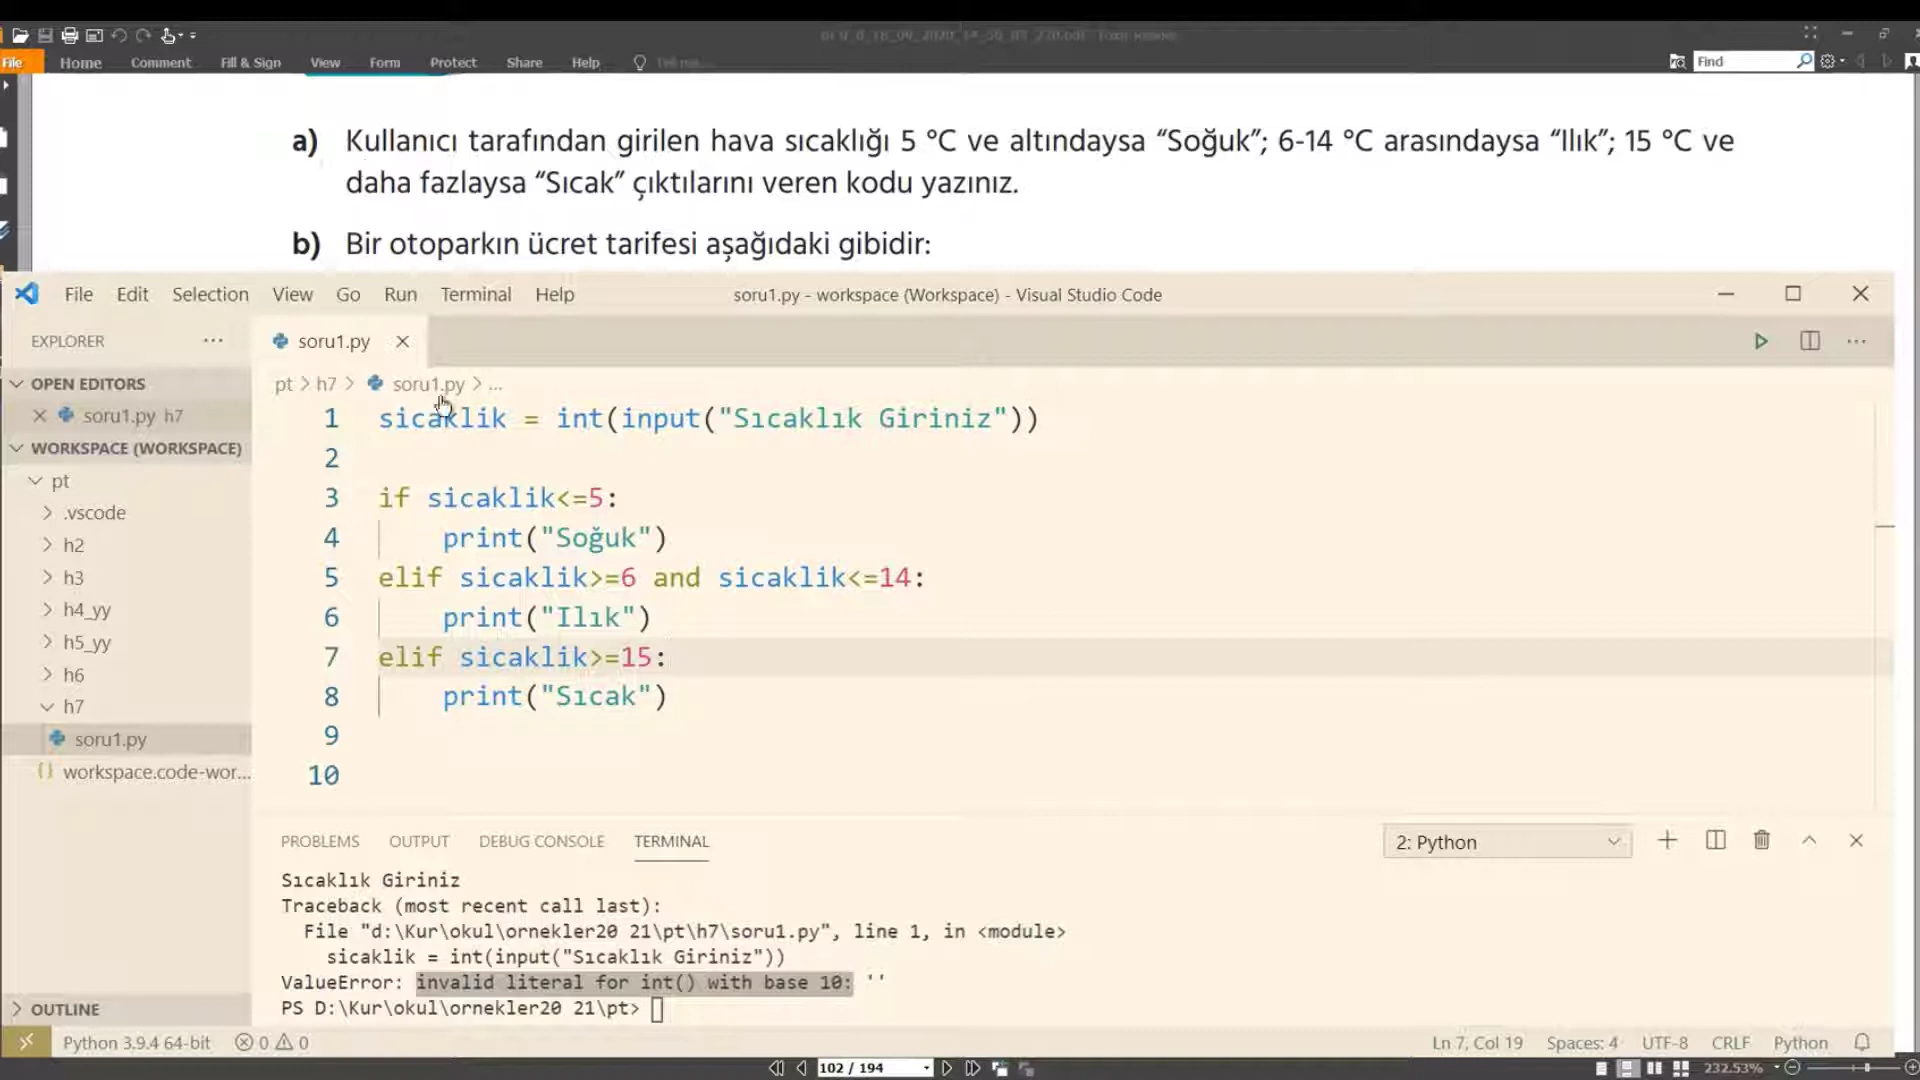 File Home Comment Fill & Sign View Form Protect Share Help Find
a) Kullanıcı tarafından girilen hava sıcaklığı 5 °C ve altındaysa “Soğuk”; 6-14 °C arasındaysa “Ilık”; 15 °C ve
daha fazlaysa “Sıcak” çıktılarını veren kodu yazınız.
b) Bir otoparkın ücret tarifesi aşağıdaki gibidir:
File Edit Selection View Go Run Terminal Help soru1.py - workspace (Workspace) - Visual Studio Code
EXPLORER ··· soru1.py
OPEN EDITORS
pt > h7 > soru1.py > ...
soru1.py h7
WORKSPACE (WORKSPACE)
pt
.vscode
h2
h3
h4_yy
h5_yy
h6
h7
soru1.py
workspace.code-wor...
OUTLINE
1 sicaklik = int(input("Sıcaklık Giriniz"))
2
3 if sicaklik<=5:
4 print("Soğuk")
5 elif sicaklik>=6 and sicaklik<=14:
6 print("Ilık")
7 elif sicaklik>=15:
8 print("Sıcak")
9
10
PROBLEMS OUTPUT DEBUG CONSOLE TERMINAL 2: Python
Sıcaklık Giriniz
Traceback (most recent call last):
File "d:\Kur\okul\ornekler20 21\pt\h7\soru1.py", line 1, in <module>
sicaklik = int(input("Sıcaklık Giriniz"))
ValueError: invalid literal for int() with base 10: ''
PS D:\Kur\okul\ornekler20 21\pt>
Python 3.9.4 64-bit 0 0 Ln 7, Col 19 Spaces: 4 UTF-8 CRLF Python
102 / 194 232.53%